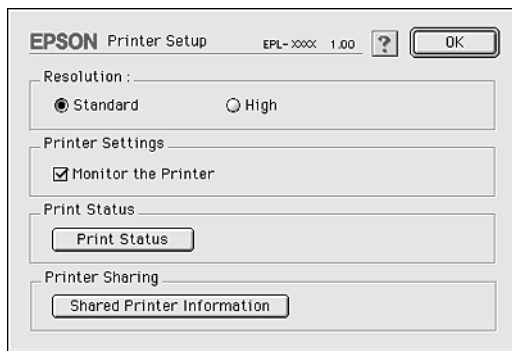 EPSON Printer Setup EPL-XXXX 1.00 ? OK
Resolution :
Standard High
Printer Settings
Monitor the Printer
Print Status
Print Status
Printer Sharing
Shared Printer Information